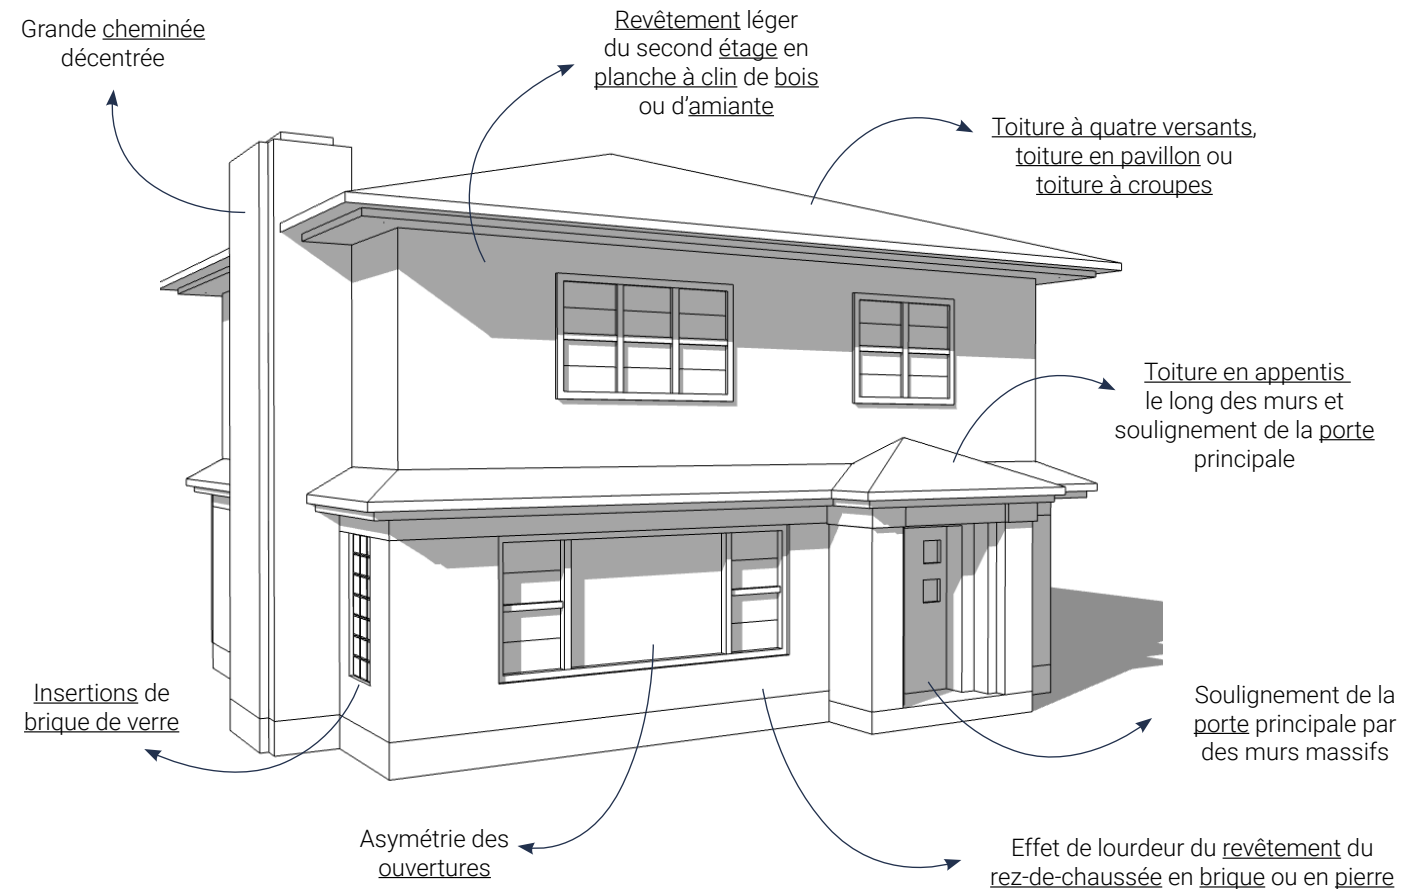 Grande cheminée
décentrée
Revêtement léger
du second étage en
planche à clin de bois
ou d'amiante
Toiture à quatre versants,
toiture en pavillon ou
toiture à croupes
Toiture en appentis
le long des murs et
soulignement de la porte
principale
Insertions de
brique de verre
Soulignement de la
porte principale par
des murs massifs
Asymétrie des
ouvertures
Effet de lourdeur du revêtement du
rez-de-chaussée en brique ou en pierre